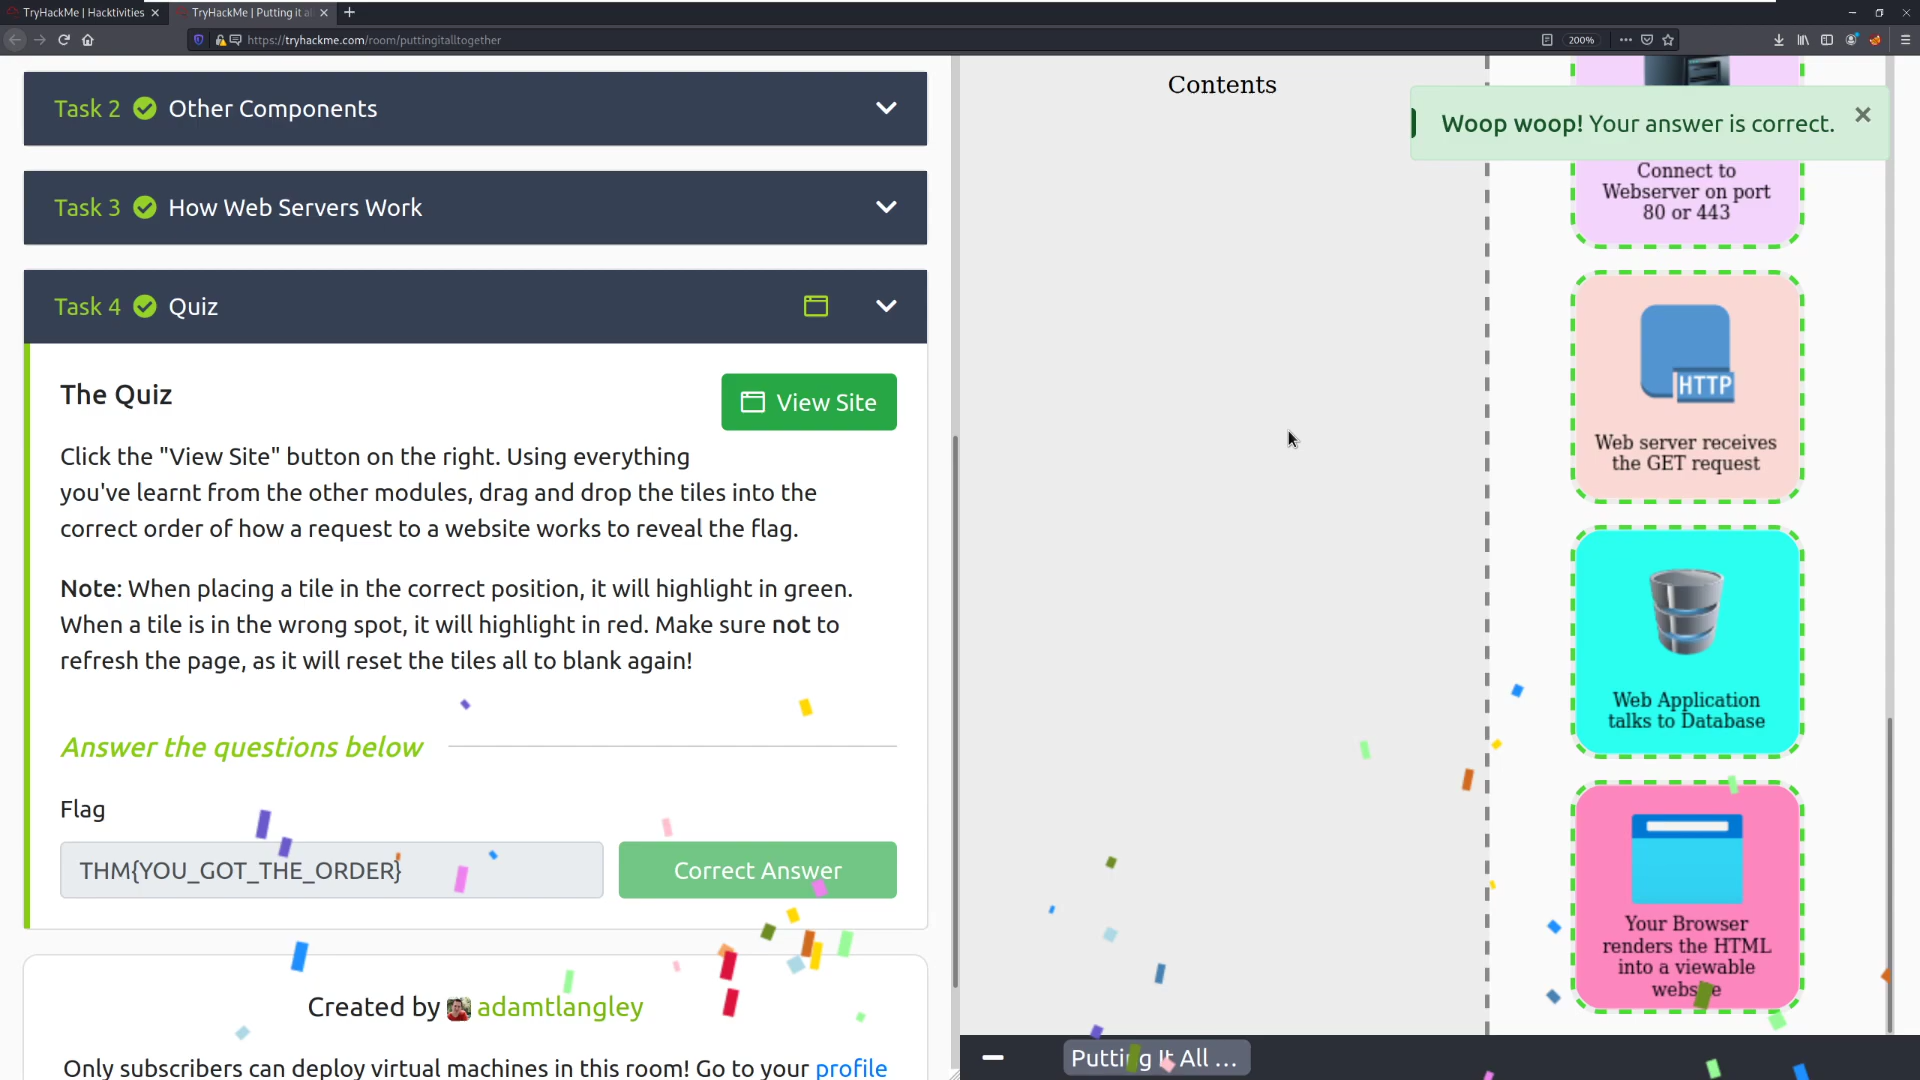 TryHackMe | Hacktivities
TryHackMe | Putting it al
https://tryhackme.com/room/puttingitalltogether
200%
Task 2 Other Components
Task 3 How Web Servers Work
Task 4 Quiz
The Quiz
View Site
Click the "View Site" button on the right. Using everything
you've learnt from the other modules, drag and drop the tiles into the
correct order of how a request to a website works to reveal the flag.
Note: When placing a tile in the correct position, it will highlight in green.
When a tile is in the wrong spot, it will highlight in red. Make sure not to
refresh the page, as it will reset the tiles all to blank again!
Answer the questions below
Flag
THM{YOU_GOT_THE_ORDER}
Correct Answer
Created by adamtlangley
Only subscribers can deploy virtual machines in this room! Go to your profile
Contents
Woop woop! Your answer is correct.
Connect to
Webserver on port
80 or 443
HTTP
Web server receives
the GET request
Web Application
talks to Database
Your Browser
renders the HTML
into a viewable
website
Putting It All ...